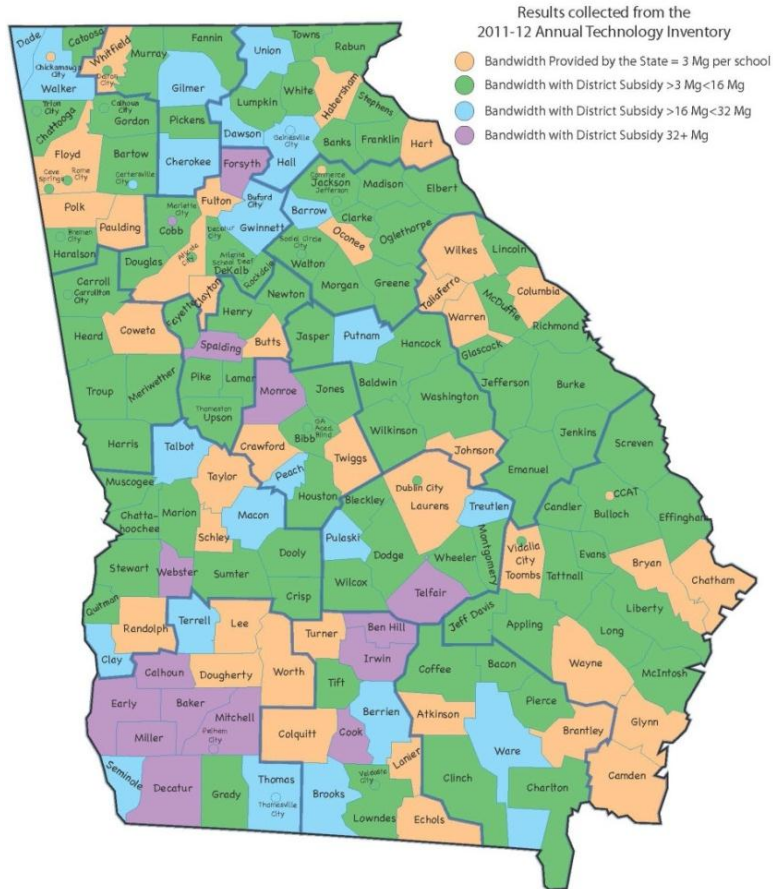 Results collected from the
2011-12 Annual Technology Inventory
Bandwidth Provided by the State = 3 Mg per school
Bandwidth with District Subsidy >3 Mg<16 Mg
Bandwidth with District Subsidy >16 Mg<32 Mg
Bandwidth with District Subsidy 32+ Mg
Dade
Catoosa
Whitfield
Murray
Fannin
Union
Towns
Rabun
Chickamauga City
Walker
Gilmer
White
Habersham
Stephens
Lumpkin
Trion City
Calhoun City
Chattooga
Gordon
Pickens
Dawson
Gainesville City
Hall
Banks
Franklin
Hart
Floyd
Bartow
Cherokee
Forsyth
Cave Springs
Rome City
Cartersville City
Commerce
Jackson
Jefferson
Madison
Elbert
Polk
Paulding
Marietta City
Cobb
Fulton
Buford City
Gwinnett
Barrow
Clarke
Oglethorpe
Oconee
Wilkes
Lincoln
Bremen City
Haralson
Douglas
Atlanta City
Decatur City
DeKalb
Rockdale
Social Circle City
Walton
Morgan
Greene
Taliaferro
McDuffie
Columbia
Warren
Richmond
Carroll
Carrollton City
Fayette
Clayton
Henry
Newton
Heard
Coweta
Spalding
Butts
Jasper
Putnam
Hancock
Glascock
Troup
Meriwether
Pike
Lamar
Monroe
Jones
Baldwin
Washington
Jefferson
Burke
Thomaston
Upson
Harris
Talbot
Crawford
Bibb
Twiggs
Wilkinson
Johnson
Jenkins
Screven
Emanuel
Muscogee
Taylor
Peach
Houston
Bleckley
Dublin City
Laurens
Treutlen
Candler
CCAT
Bulloch
Effingham
Chatta-
hoochee
Marion
Schley
Macon
Pulaski
Dodge
Wheeler
Montgomery
Vidalia City
Toombs
Tattnall
Evans
Bryan
Chatham
Stewart
Webster
Sumter
Dooly
Crisp
Wilcox
Telfair
Liberty
Long
Quitman
Randolph
Terrell
Lee
Turner
Ben Hill
Irwin
Jeff Davis
Appling
Wayne
McIntosh
Clay
Calhoun
Dougherty
Worth
Tift
Coffee
Bacon
Pierce
Early
Baker
Mitchell
Pelham City
Miller
Colquitt
Cook
Berrien
Atkinson
Ware
Brantley
Glynn
Lanier
Clinch
Charlton
Camden
Seminole
Decatur
Grady
Thomas
Thomasville City
Brooks
Valdosta City
Lowndes
Echols